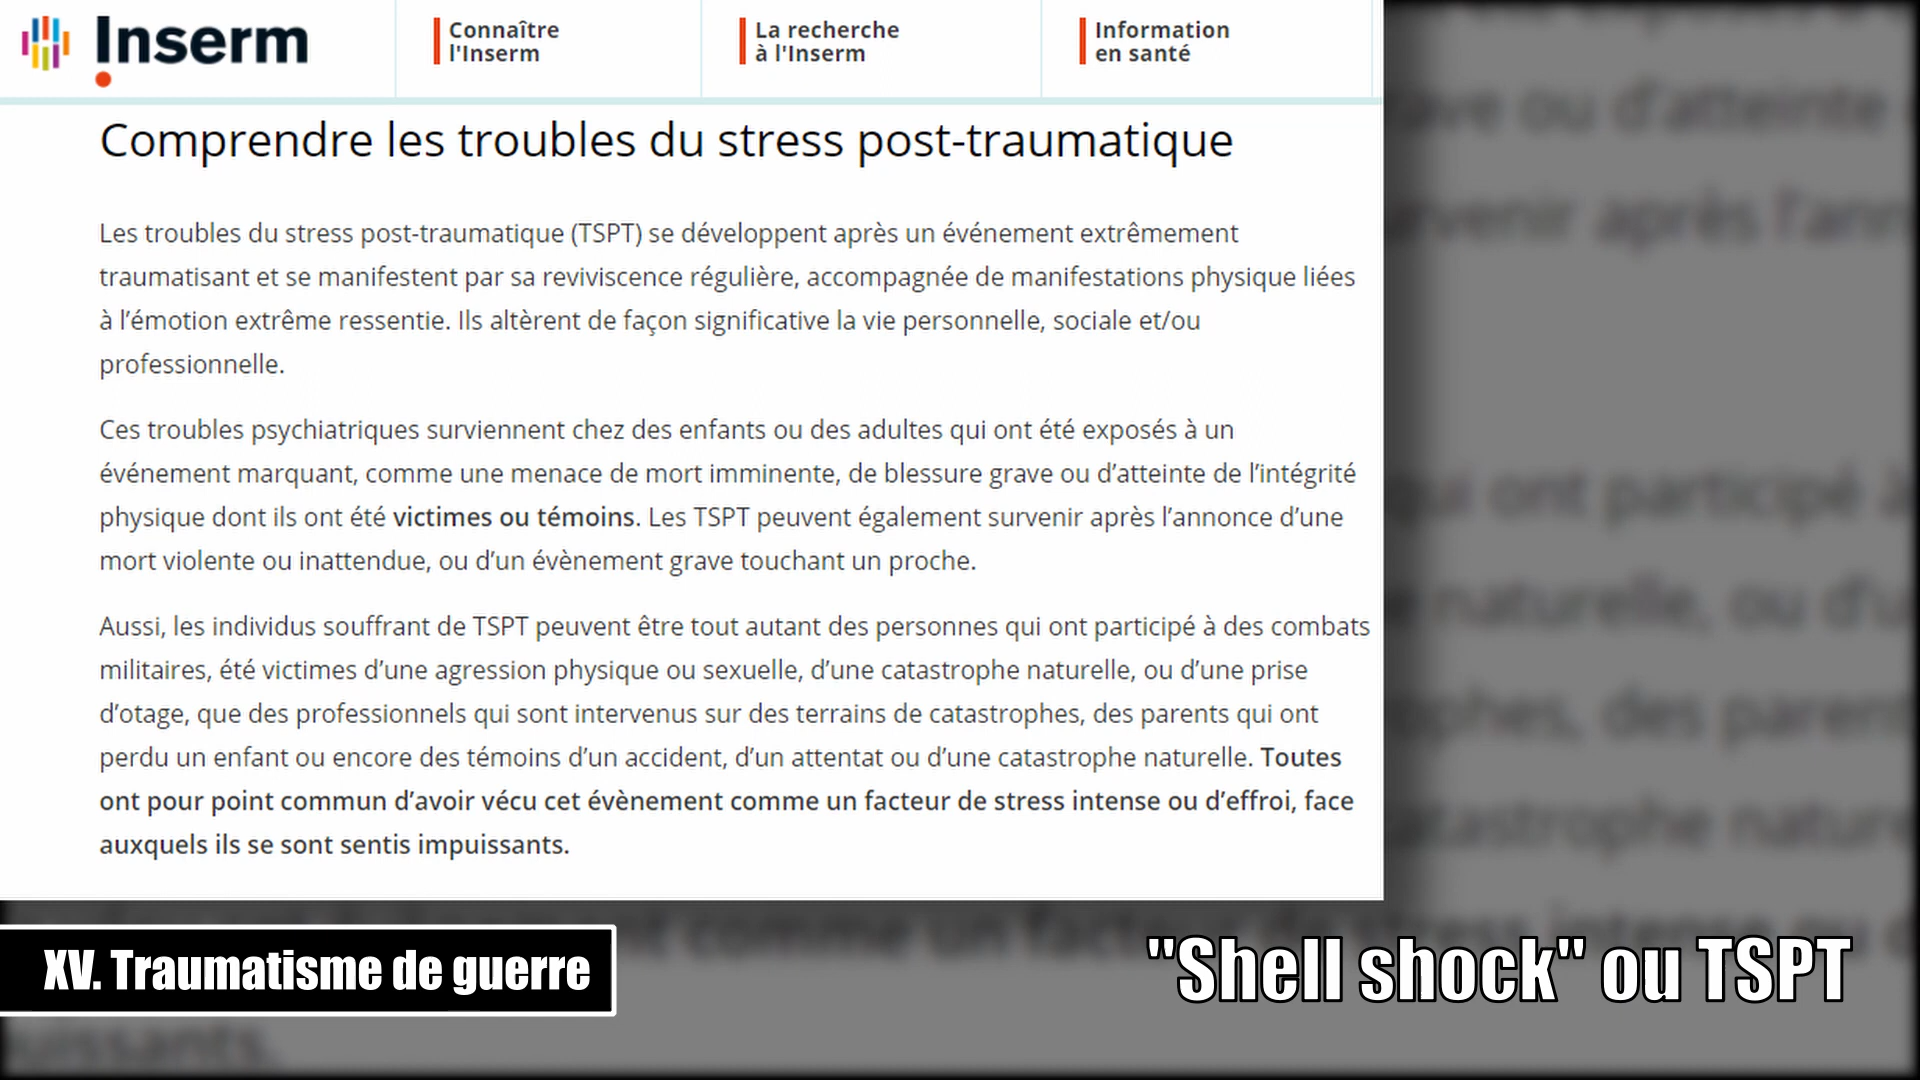 Inserm
Connaître
l'Inserm
La recherche
à l'Inserm
Information
en santé
Comprendre les troubles du stress post-traumatique
Les troubles du stress post-traumatique (TSPT) se développent après un événement extrêmement
traumatisant et se manifestent par sa reviviscence régulière, accompagnée de manifestations physique liées
à l’émotion extrême ressentie. Ils altèrent de façon significative la vie personnelle, sociale et/ou
professionnelle.
Ces troubles psychiatriques surviennent chez des enfants ou des adultes qui ont été exposés à un
événement marquant, comme une menace de mort imminente, de blessure grave ou d’atteinte de l’intégrité
physique dont ils ont été victimes ou témoins. Les TSPT peuvent également survenir après l’annonce d’une
mort violente ou inattendue, ou d’un évènement grave touchant un proche.
Aussi, les individus souffrant de TSPT peuvent être tout autant des personnes qui ont participé à des combats
militaires, été victimes d’une agression physique ou sexuelle, d’une catastrophe naturelle, ou d’une prise
d’otage, que des professionnels qui sont intervenus sur des terrains de catastrophes, des parents qui ont
perdu un enfant ou encore des témoins d’un accident, d’un attentat ou d’une catastrophe naturelle. Toutes
ont pour point commun d’avoir vécu cet évènement comme un facteur de stress intense ou d’effroi, face
auxquels ils se sont sentis impuissants.
XV. Traumatisme de guerre
"Shell shock" ou TSPT